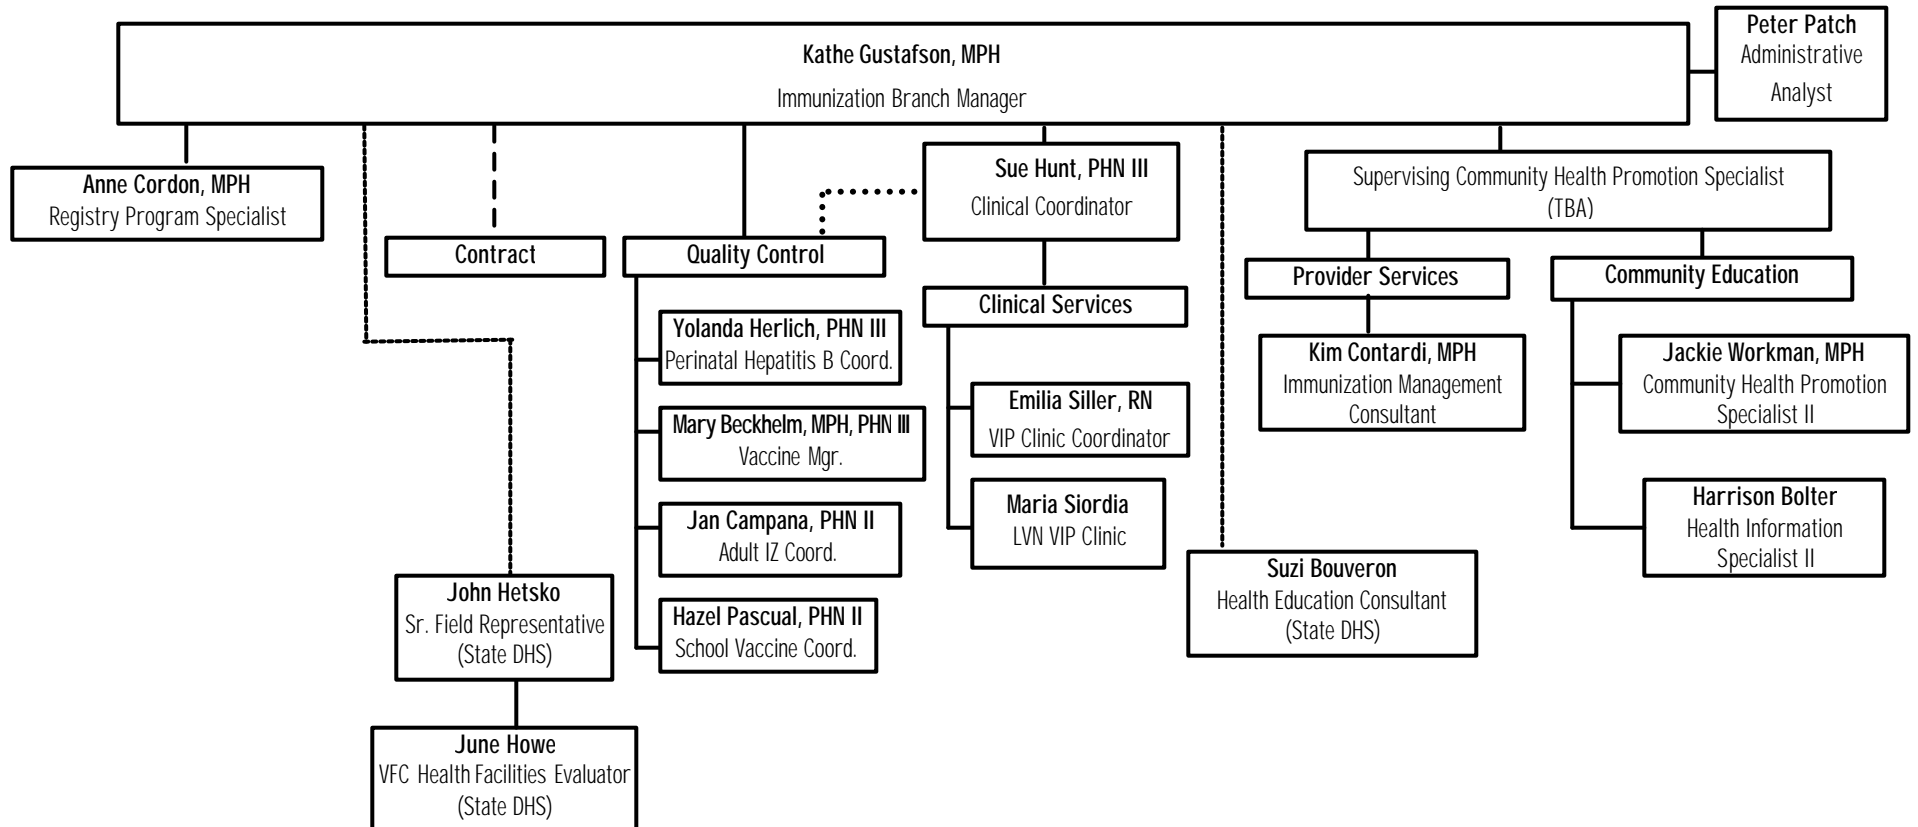 Kathe Gustafson, MPH
Immunization Branch Manager
Peter Patch
Administrative
Analyst
Anne Cordon, MPH
Registry Program Specialist
Contract
Quality Control
Yolanda Herlich, PHN III
Perinatal Hepatitis B Coord.
Mary Beckhelm, MPH, PHN III
Vaccine Mgr.
Jan Campana, PHN II
Adult IZ Coord.
Hazel Pascual, PHN II
School Vaccine Coord.
John Hetsko
Sr. Field Representative
(State DHS)
June Howe
VFC Health Facilities Evaluator
(State DHS)
Sue Hunt, PHN III
Clinical Coordinator
Clinical Services
Emilia Siller, RN
VIP Clinic Coordinator
Maria Siordia
LVN VIP Clinic
Suzi Bouveron
Health Education Consultant
(State DHS)
Supervising Community Health Promotion Specialist
(TBA)
Provider Services
Kim Contardi, MPH
Immunization Management
Consultant
Community Education
Jackie Workman, MPH
Community Health Promotion
Specialist II
Harrison Bolter
Health Information
Specialist II